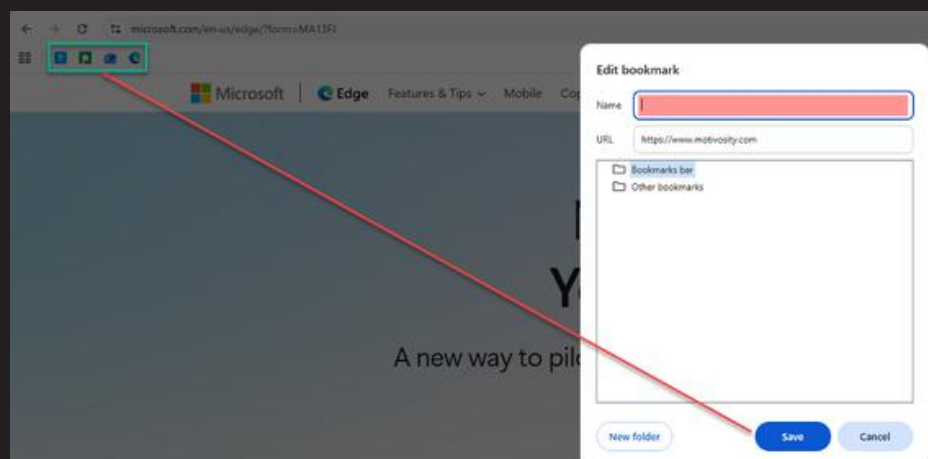 microsoft.com/en-us/edge/?form=MA13FJ
Microsoft Edge Features & Tips Mobile
A new way to
Edit bookmark
Name
URL https://www.motivosity.com
Bookmarks bar
Other bookmarks
New folder Save Cancel